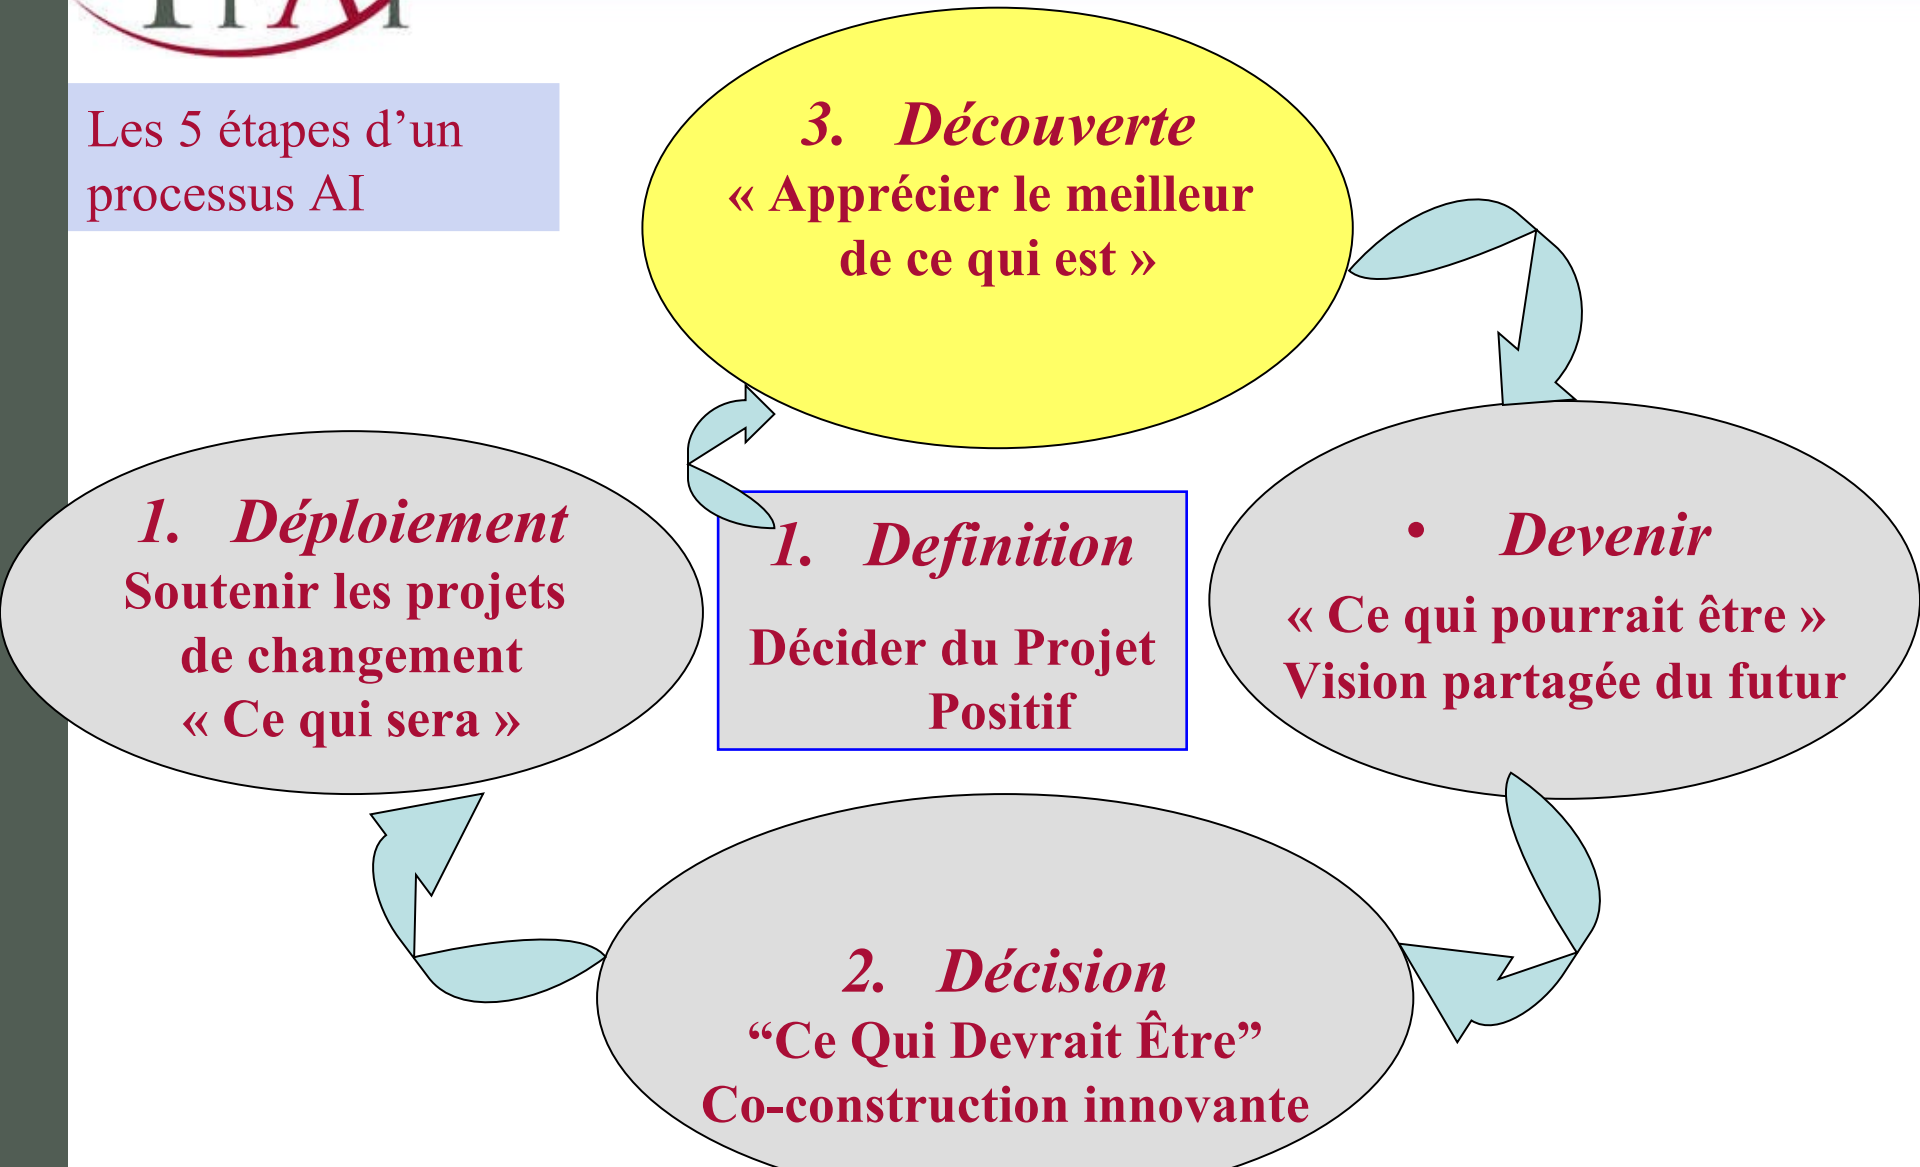 Les 5 étapes d’un
processus AI
3. Découverte
« Apprécier le meilleur
de ce qui est »
1. Déploiement
Soutenir les projets
de changement
« Ce qui sera »
1. Definition
Décider du Projet
Positif
• Devenir
« Ce qui pourrait être »
Vision partagée du futur
2. Décision
“Ce Qui Devrait Être”
Co-construction innovante